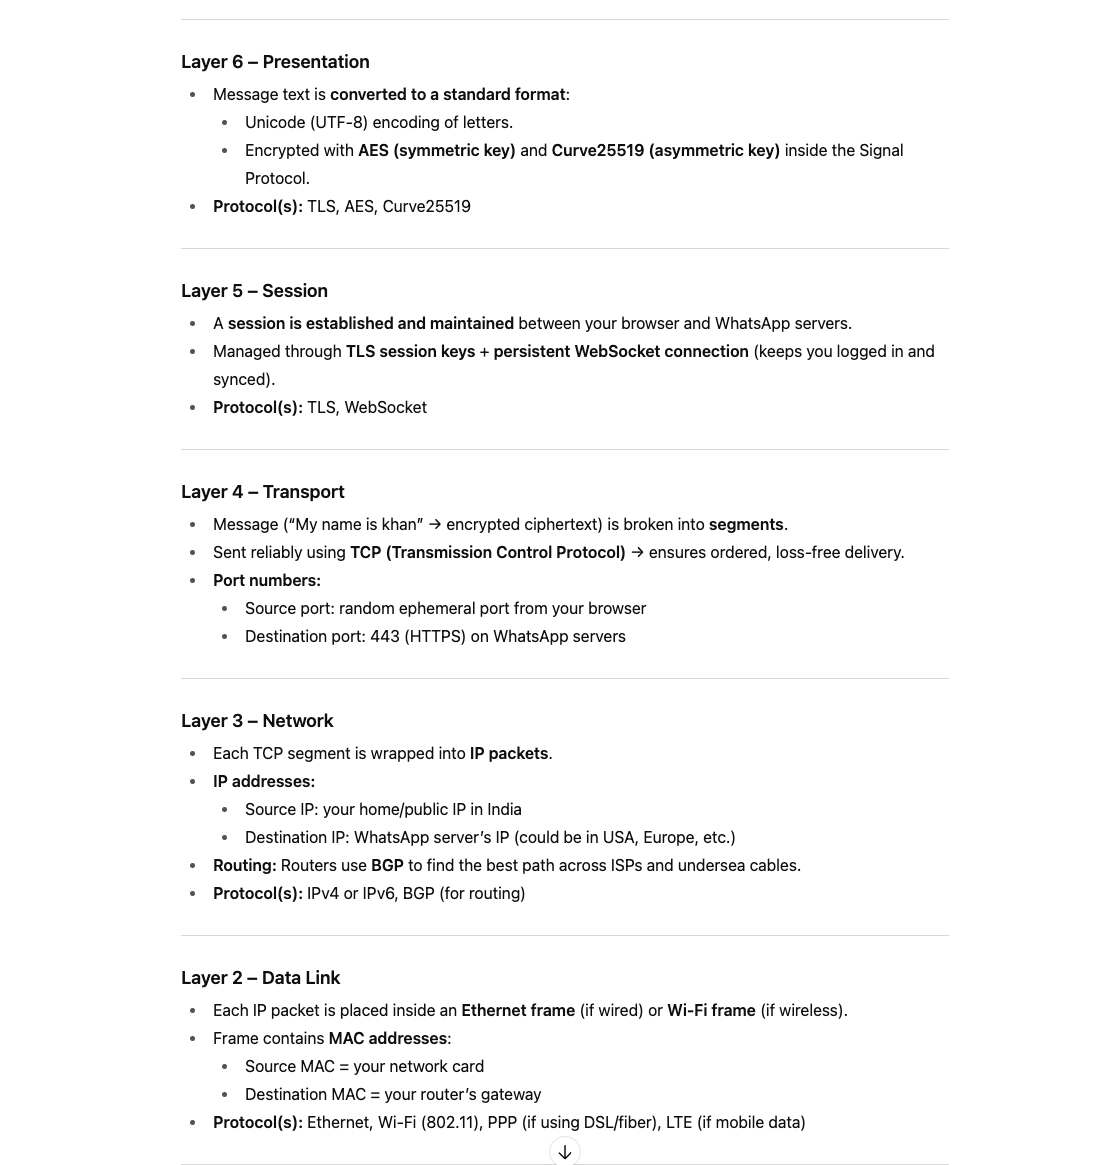 Layer 6 – Presentation
Message text is converted to a standard format:
Unicode (UTF-8) encoding of letters.
Encrypted with AES (symmetric key) and Curve25519 (asymmetric key) inside the Signal
Protocol.
Protocol(s): TLS, AES, Curve25519
Layer 5 – Session
A session is established and maintained between your browser and WhatsApp servers.
Managed through TLS session keys + persistent WebSocket connection (keeps you logged in and
synced).
Protocol(s): TLS, WebSocket
Layer 4 – Transport
Message (“My name is khan” → encrypted ciphertext) is broken into segments.
Sent reliably using TCP (Transmission Control Protocol) → ensures ordered, loss-free delivery.
Port numbers:
Source port: random ephemeral port from your browser
Destination port: 443 (HTTPS) on WhatsApp servers
Layer 3 – Network
Each TCP segment is wrapped into IP packets.
IP addresses:
Source IP: your home/public IP in India
Destination IP: WhatsApp server’s IP (could be in USA, Europe, etc.)
Routing: Routers use BGP to find the best path across ISPs and undersea cables.
Protocol(s): IPv4 or IPv6, BGP (for routing)
Layer 2 – Data Link
Each IP packet is placed inside an Ethernet frame (if wired) or Wi-Fi frame (if wireless).
Frame contains MAC addresses:
Source MAC = your network card
Destination MAC = your router’s gateway
Protocol(s): Ethernet, Wi-Fi (802.11), PPP (if using DSL/fiber), LTE (if mobile data)